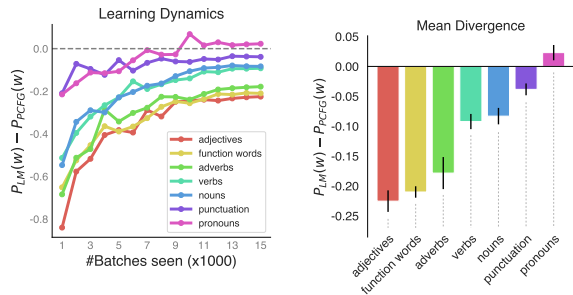 Learning Dynamics
P_LM(w) − P_PCFG(w)
0.0
-0.2
-0.4
-0.6
-0.8
adjectives
function words
adverbs
verbs
nouns
punctuation
pronouns
1 3 5 7 9 11 13 15
#Batches seen (x1000)
Mean Divergence
P_LM(w) − P_PCFG(w)
0.05
0.00
-0.05
-0.10
-0.15
-0.20
-0.25
adjectives
function words
adverbs
verbs
nouns
punctuation
pronouns